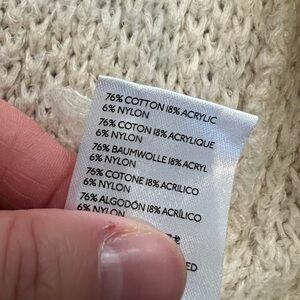 76% COTTON 18% ACRYLIC
6% NYLON
76% COTON 18% ACRYLIQUE
6% NYLON
76% BAUMWOLLE 18% ACRYL
6% NYLON
76% COTONE 18% ACRILICO
6% NYLON
76% ALGODÓN 18% ACRÍLICO
6% NYLON